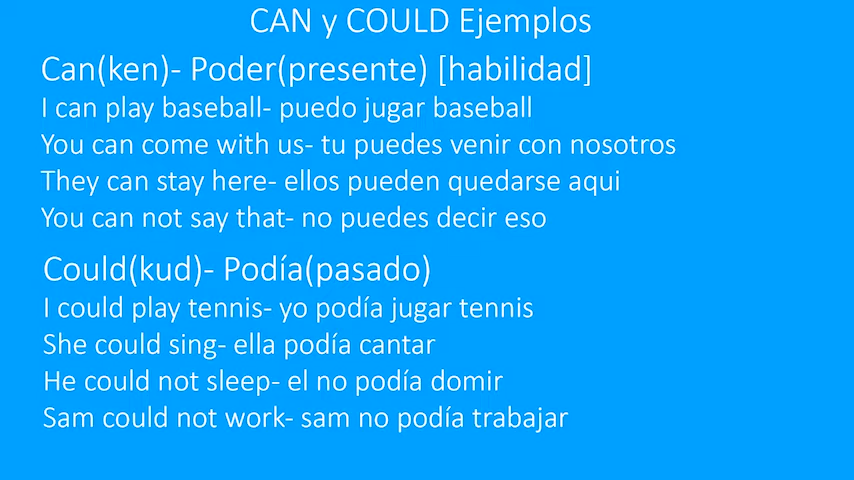 CAN y COULD Ejemplos
Can(ken)- Poder(presente) [habilidad]
I can play baseball- puedo jugar baseball
You can come with us- tu puedes venir con nosotros
They can stay here- ellos pueden quedarse aqui
You can not say that- no puedes decir eso
Could(kud)- Podía(pasado)
I could play tennis- yo podía jugar tennis
She could sing- ella podía cantar
He could not sleep- el no podía domir
Sam could not work- sam no podía trabajar